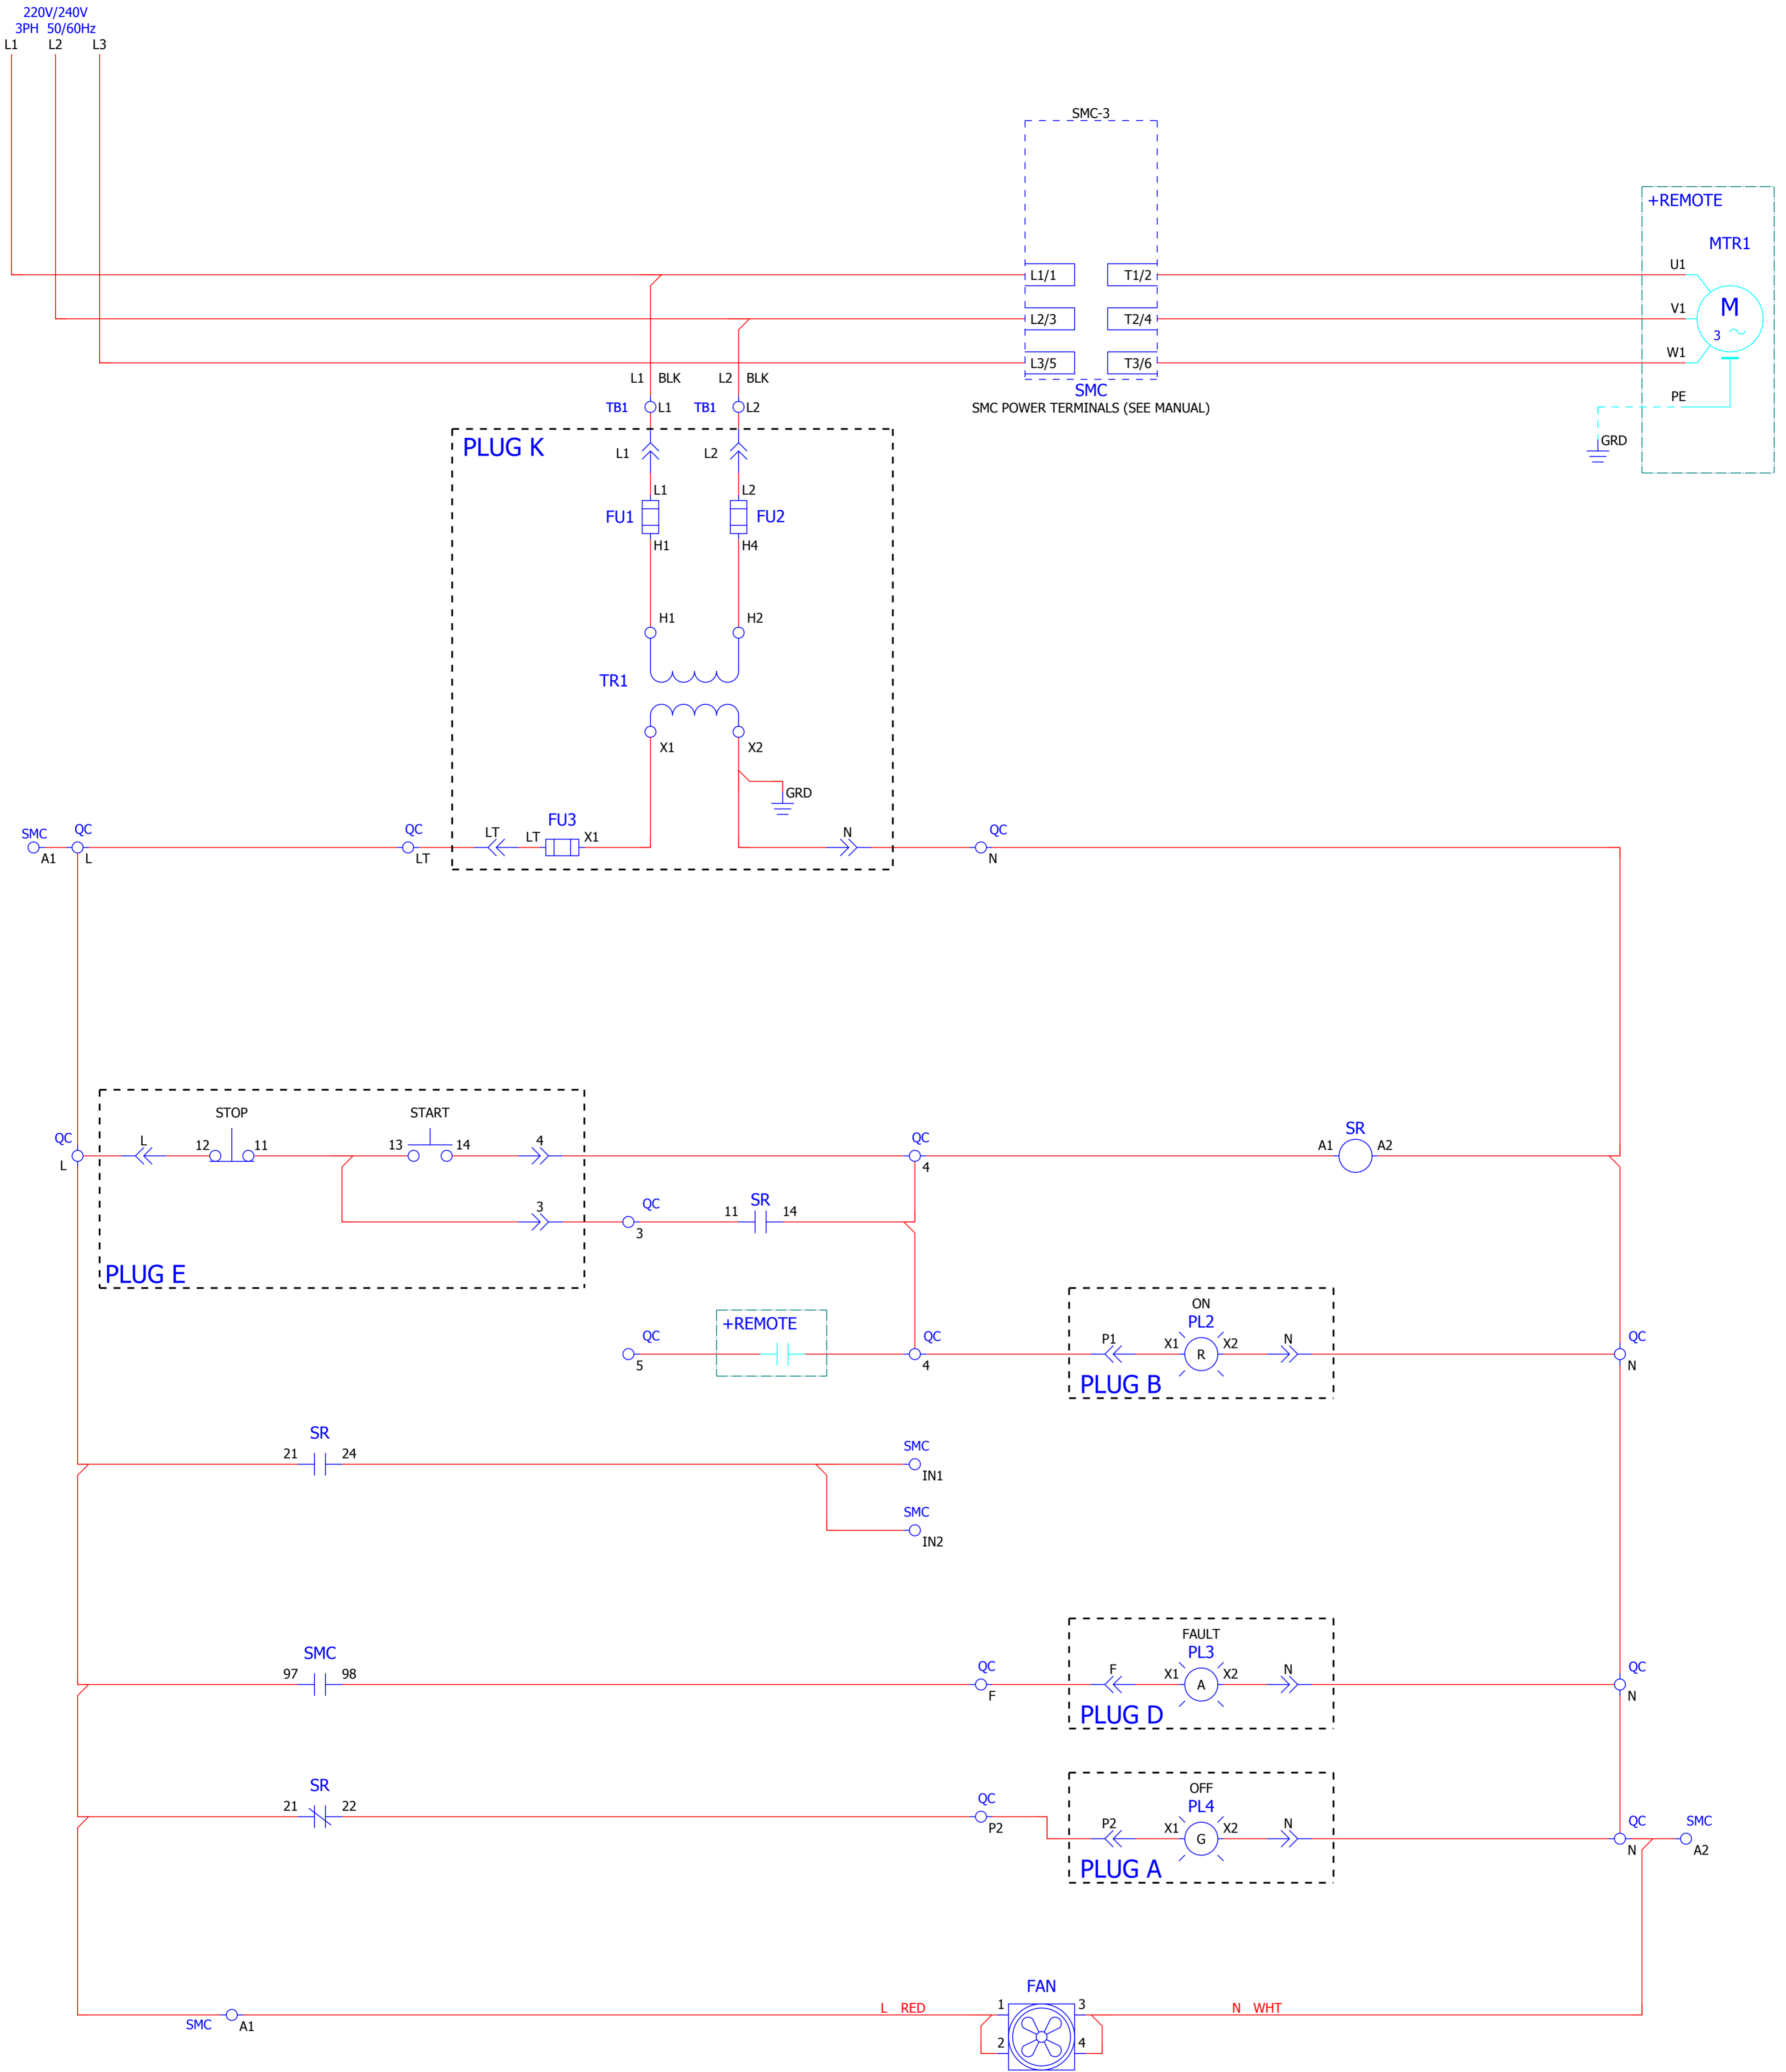 220V/240V
3PH 50/60Hz
L1 L2 L3
SMC-3
+REMOTE
MTR1
U1
L1/1 T1/2
M
V1
L2/3 T2/4
3
W1
L3/5 T3/6
L1 BLK L2 BLK
SMC
PE
TB1 L1 TB1 L2
SMC POWER TERMINALS (SEE MANUAL)
GRD
PLUG K
L1 L2
L1 L2
FU1 FU2
H1 H4
H1 H2
TR1
X1 X2
GRD
FU3
SMC QC QC LT LT X1 N QC
A1 L LT N
STOP START
QC L 12 11 13 14 4 QC SR
A1 A2
L 4
3 QC 11 SR 14
3
PLUG E
ON
+REMOTE PL2
QC QC P1 X1 X2 N QC
R
5 4 N
PLUG B
SR
21 24 SMC
IN1
SMC
IN2
FAULT
SMC PL3
97 98 QC F X1 X2 N QC
A
F N
PLUG D
OFF
SR PL4
21 22 QC P2 X1 X2 N QC SMC
P2 G
N A2
PLUG A
FAN
L RED 1 3 N WHT
SMC A1
2 4